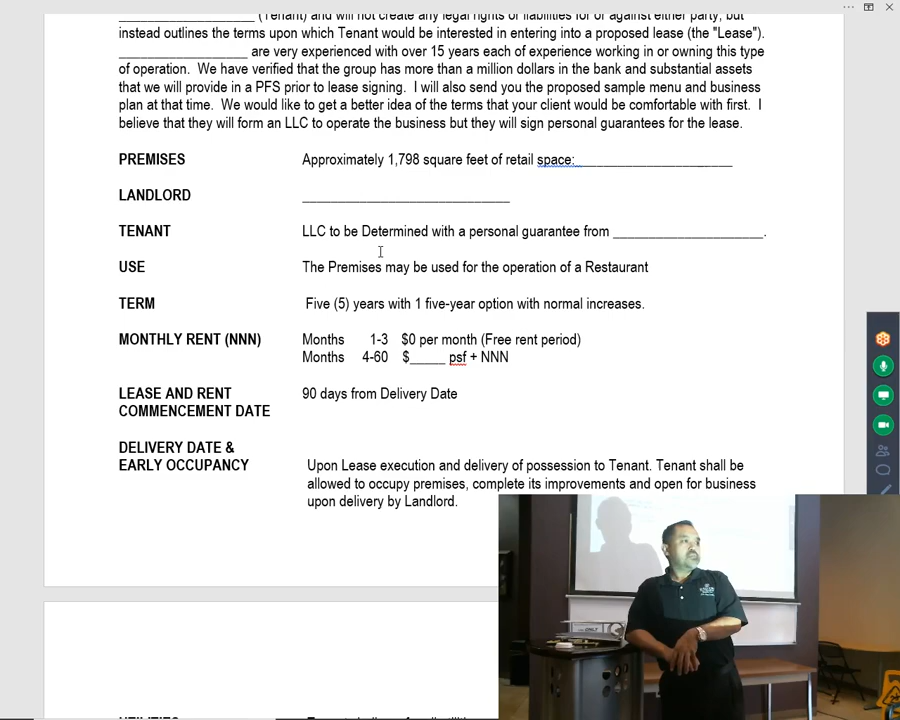 ____________________ (Tenant) and will not create any legal rights or liabilities for or against either party, but
instead outlines the terms upon which Tenant would be interested in entering into a proposed lease (the "Lease").
___________________ are very experienced with over 15 years each of experience working in or owning this type
of operation. We have verified that the group has more than a million dollars in the bank and substantial assets
that we will provide in a PFS prior to lease signing. I will also send you the proposed sample menu and business
plan at that time. We would like to get a better idea of the terms that your client would be comfortable with first. I
believe that they will form an LLC to operate the business but they will sign personal guarantees for the lease.
PREMISES Approximately 1,798 square feet of retail space:_______________________
LANDLORD ______________________________
TENANT LLC to be Determined with a personal guarantee from ______________________.
USE The Premises may be used for the operation of a Restaurant
TERM Five (5) years with 1 five-year option with normal increases.
MONTHLY RENT (NNN) Months 1-3 $0 per month (Free rent period)
Months 4-60 $_____ psf + NNN
LEASE AND RENT 90 days from Delivery Date
COMMENCEMENT DATE
DELIVERY DATE &
EARLY OCCUPANCY Upon Lease execution and delivery of possession to Tenant. Tenant shall be
allowed to occupy premises, complete its improvements and open for business
upon delivery by Landlord.